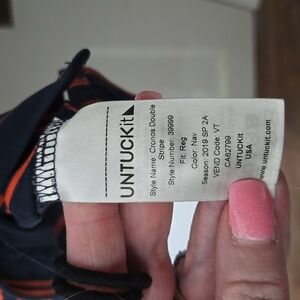 UNTUCKit
Style Name: Cronos Double
Stripe
Style Number: 39999
Fit: Reg
Color: Nav
Season: 2019 SP 2A
VEND Code: VT
CA62799
UNTUCKit
USA
www.untuckit.com